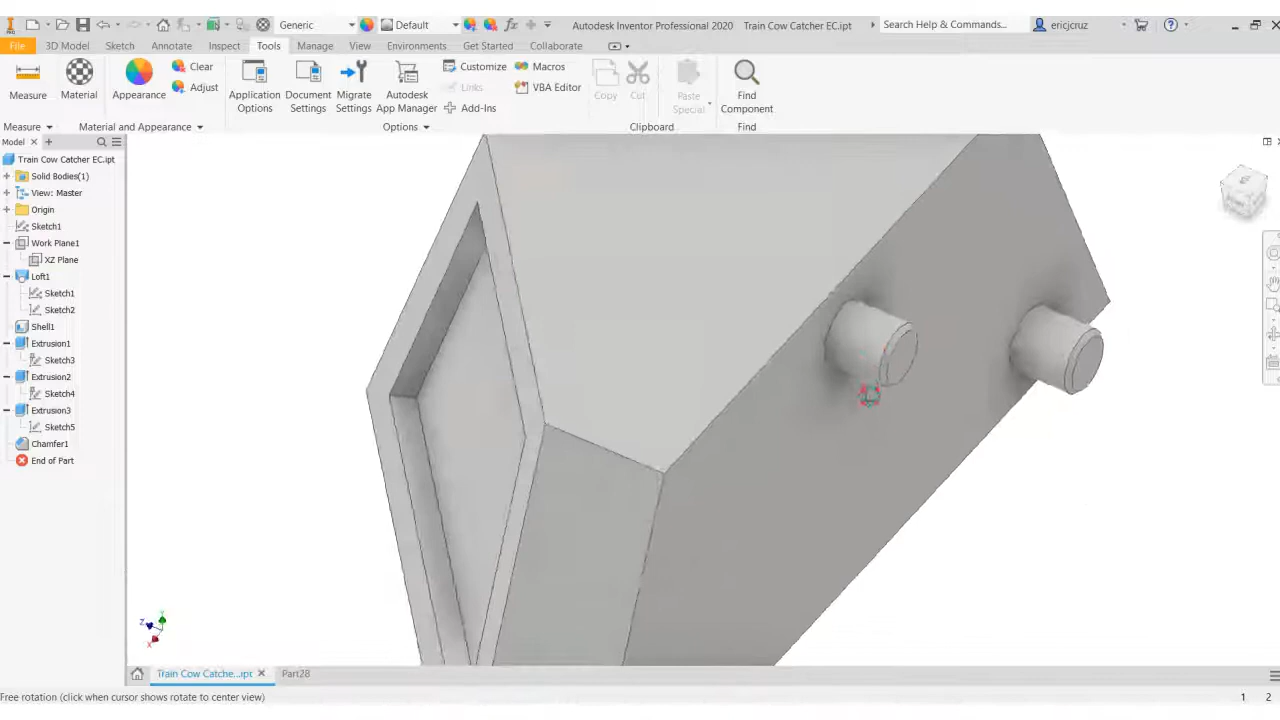 Generic
Default
Autodesk Inventor Professional 2020 Train Cow Catcher EC.ipt
Search Help & Commands...
ericjcruz
File
3D Model
Sketch
Annotate
Inspect
Tools
Manage
View
Environments
Get Started
Collaborate
Measure
Material
Appearance
Clear
Adjust
Application Options
Document Settings
Migrate Settings
Autodesk App Manager
Customize
Links
Add-Ins
Macros
VBA Editor
Copy
Cut
Paste Special
Find Component
Measure
Material and Appearance
Options
Clipboard
Find
Model
Train Cow Catcher EC.ipt
Solid Bodies(1)
View: Master
Origin
Sketch1
Work Plane1
XZ Plane
Loft1
Sketch1
Sketch2
Shell1
Extrusion1
Sketch3
Extrusion2
Sketch4
Extrusion3
Sketch5
Chamfer1
End of Part
Train Cow Catche...ipt
Part28
Free rotation (click when cursor shows rotate to center view)
1 2